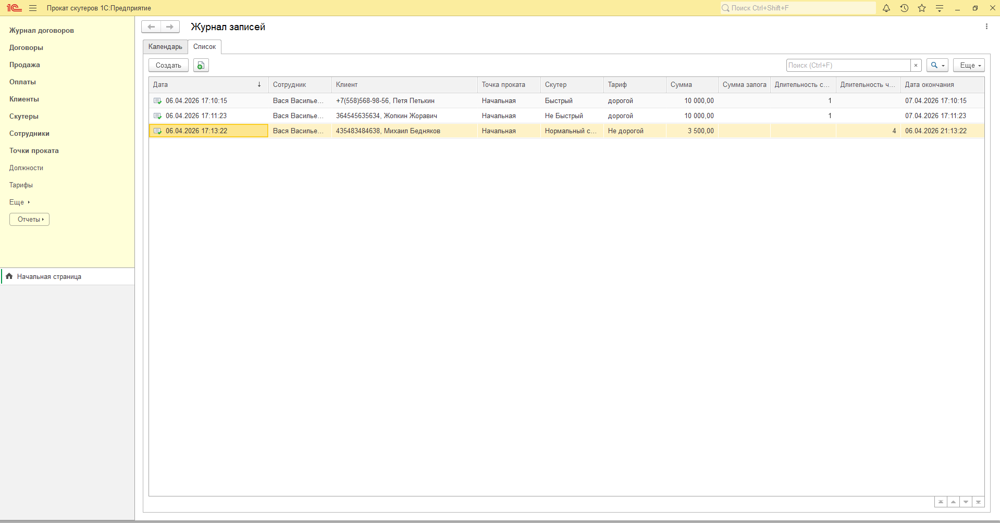 1С Прокат скутеров 1С:Предприятие Поиск Ctrl+Shift+F
Журнал договоров
Договоры
Продажа
Оплаты
Клиенты
Скутеры
Сотрудники
Точки проката
Должности
Тарифы
Еще
Отчеты
Начальная страница
Журнал записей
Календарь Список
Создать Поиск (Ctrl+F) × Еще
Дата ↓ Сотрудник Клиент Точка проката Скутер Тариф Сумма Сумма залога Длительность с... Длительность ч... Дата окончания
06.04.2026 17:10:15 Вася Василье... +7(558)568-98-56, Петя Петькин Начальная Быстрый дорогой 10 000,00 1 07.04.2026 17:10:15
06.04.2026 17:11:23 Вася Василье... 364545635634, Жопкин Жоравич Начальная Не Быстрый дорогой 10 000,00 1 07.04.2026 17:11:23
06.04.2026 17:13:22 Вася Василье... 435483484638, Михаил Бедняков Начальная Нормальный с... Не дорогой 3 500,00 4 06.04.2026 21:13:22